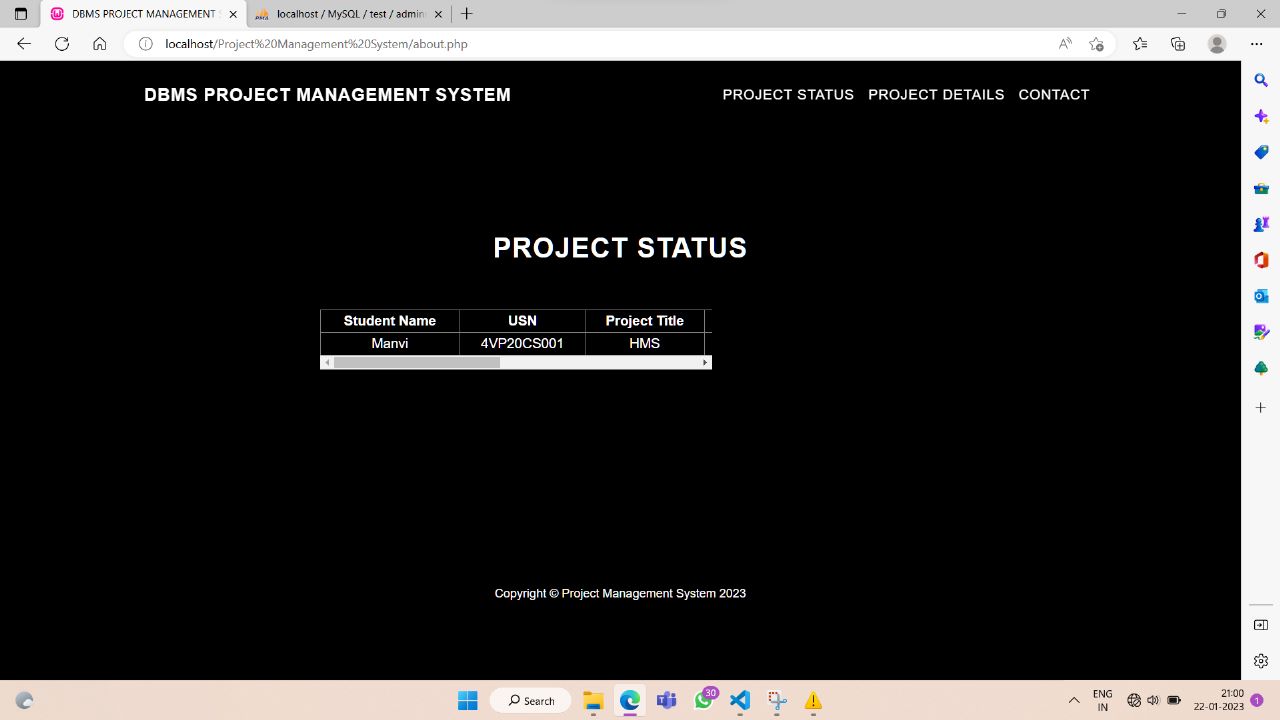 DBMS PROJECT MANAGEMENT S
localhost / MySQL / test / admin
localhost/Project%20Management%20System/about.php
DBMS PROJECT MANAGEMENT SYSTEM
PROJECT STATUS PROJECT DETAILS CONTACT
PROJECT STATUS
Student Name USN Project Title
Manvi 4VP20CS001 HMS
Copyright © Project Management System 2023
Search
30
ENG
IN
21:00
22-01-2023
1